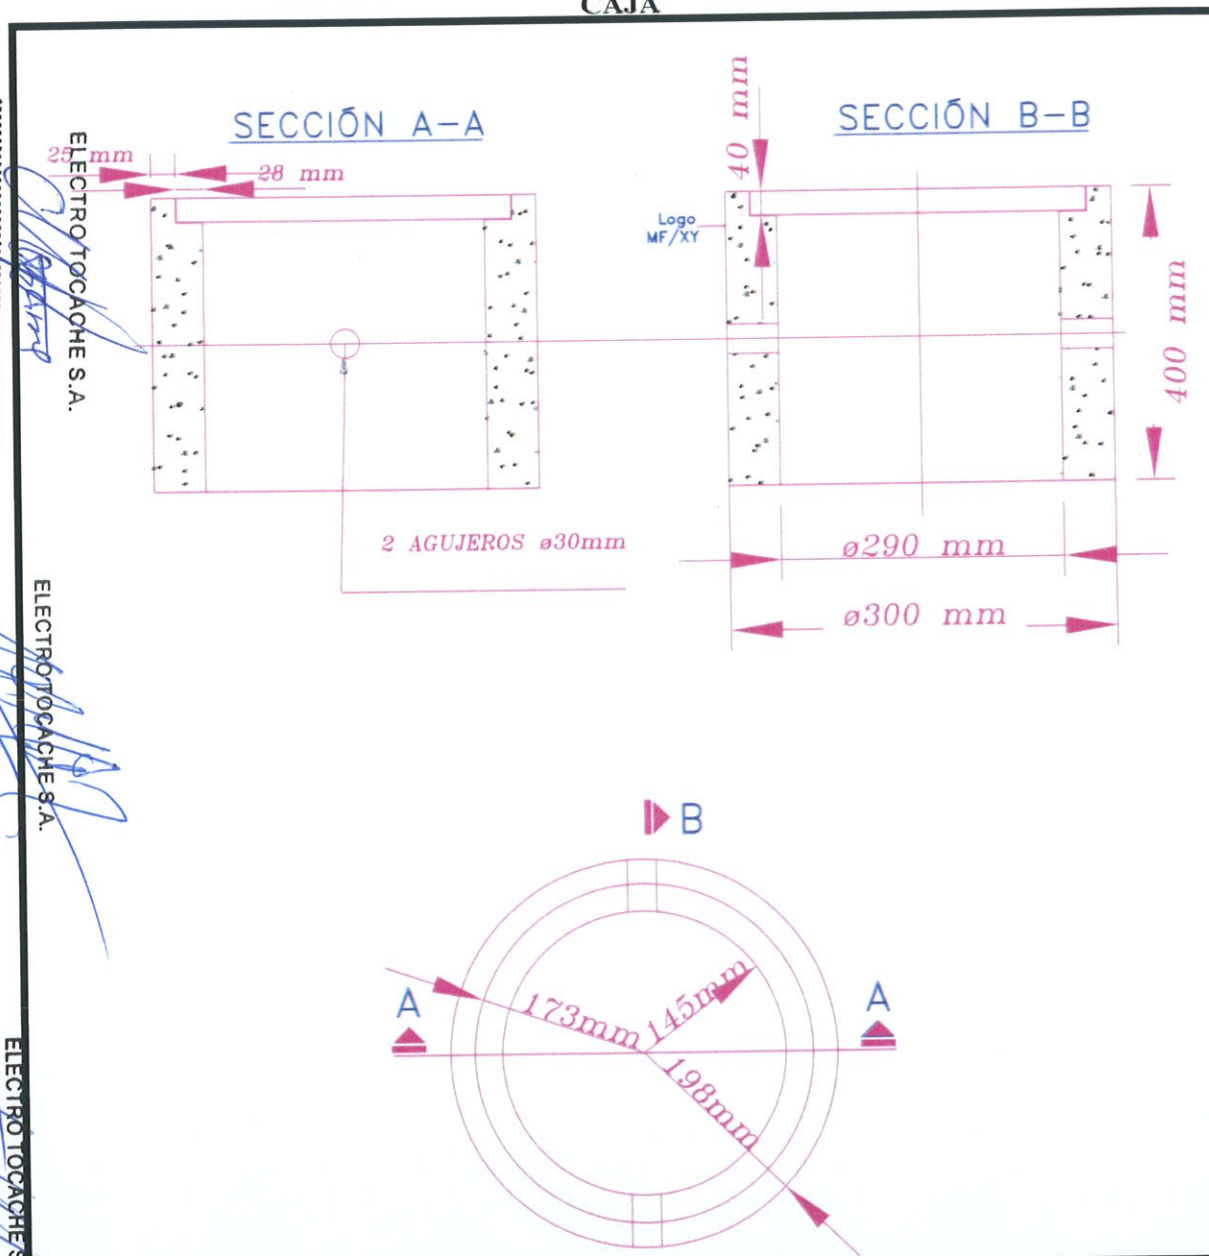 CAJA
SECCIÓN A-A
SECCIÓN B-B
25 mm
28 mm
40 mm
Logo
MF/XY
400 mm
2 AGUJEROS ø30mm
ø290 mm
ø300 mm
B
A
A
173mm
145mm
198mm
ELECTRO TOCACHE S.A.
ELECTRO TOCACHE S.A.
ELECTRO TOCACHE S